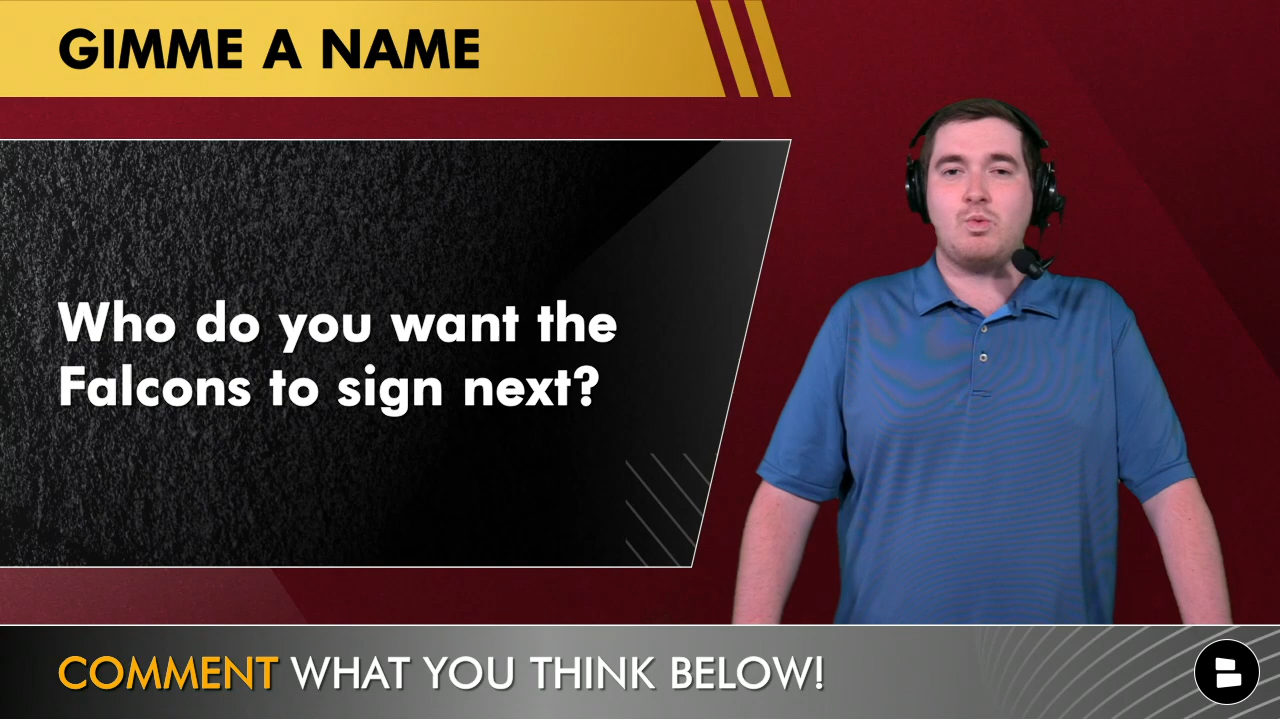 GIMME A NAME
Who do you want the
Falcons to sign next?
COMMENT WHAT YOU THINK BELOW!